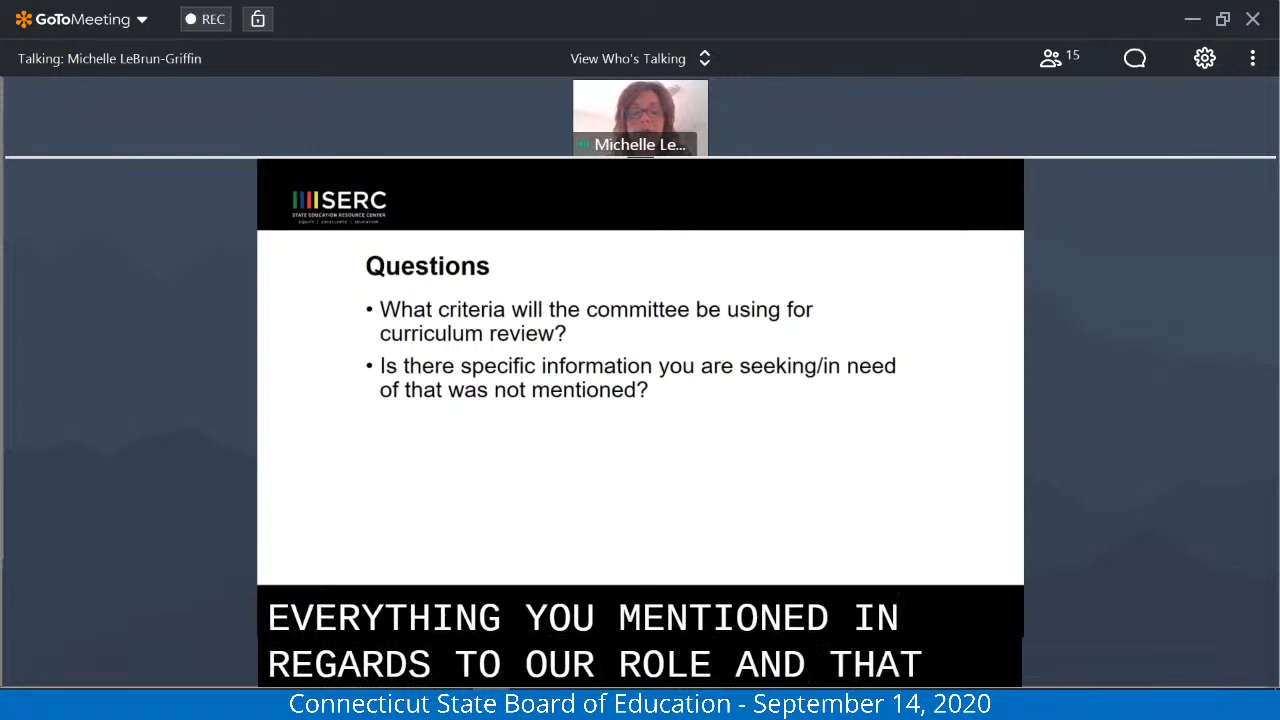 GoToMeeting
REC
Talking: Michelle LeBrun-Griffin
View Who's Talking
15
Michelle Le...
SERC
STATE EDUCATION RESOURCE CENTER
EQUITY | EXCELLENCE | EDUCATION
Questions
• What criteria will the committee be using for
curriculum review?
• Is there specific information you are seeking/in need
of that was not mentioned?
EVERYTHING YOU MENTIONED IN
REGARDS TO OUR ROLE AND THAT
Connecticut State Board of Education - September 14, 2020